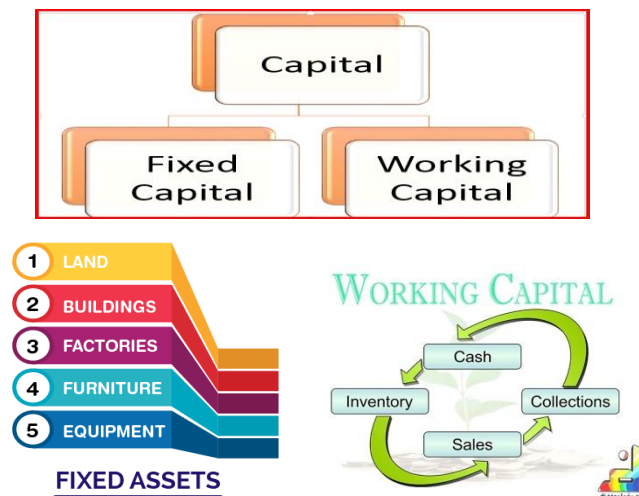 Capital
Fixed
Capital
Working
Capital
1 LAND
2 BUILDINGS
3 FACTORIES
4 FURNITURE
5 EQUIPMENT
FIXED ASSETS
WORKING CAPITAL
Cash
Inventory
Collections
Sales